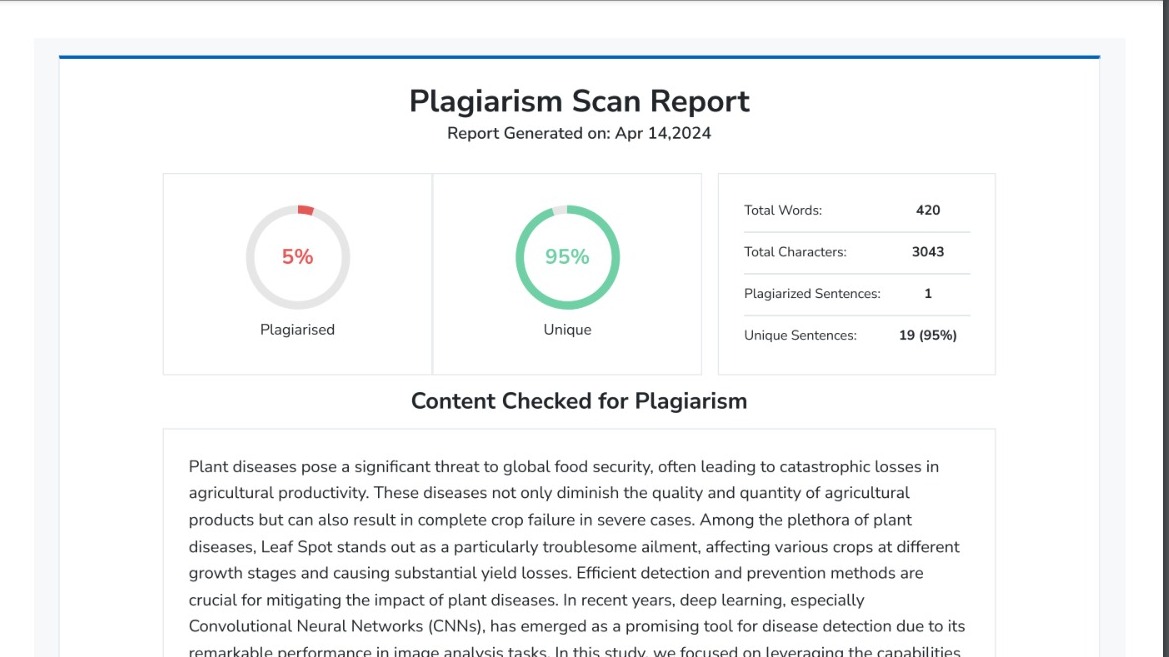 Plagiarism Scan Report
Report Generated on: Apr 14,2024
5%
Plagiarised
95%
Unique
Total Words: 420
Total Characters: 3043
Plagiarized Sentences: 1
Unique Sentences: 19 (95%)
Content Checked for Plagiarism
Plant diseases pose a significant threat to global food security, often leading to catastrophic losses in
agricultural productivity. These diseases not only diminish the quality and quantity of agricultural
products but can also result in complete crop failure in severe cases. Among the plethora of plant
diseases, Leaf Spot stands out as a particularly troublesome ailment, affecting various crops at different
growth stages and causing substantial yield losses. Efficient detection and prevention methods are
crucial for mitigating the impact of plant diseases. In recent years, deep learning, especially
Convolutional Neural Networks (CNNs), has emerged as a promising tool for disease detection due to its
remarkable performance in image analysis tasks. In this study, we focused on leveraging the capabilities